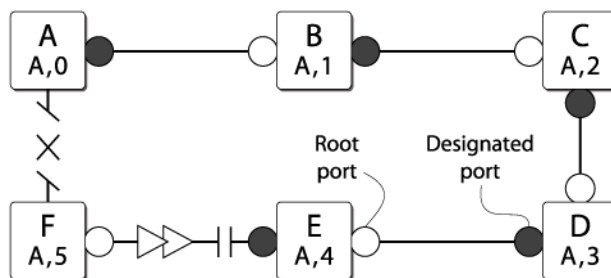 A
A,0
B
A,1
C
A,2
Root
port
Designated
port
F
A,5
E
A,4
D
A,3